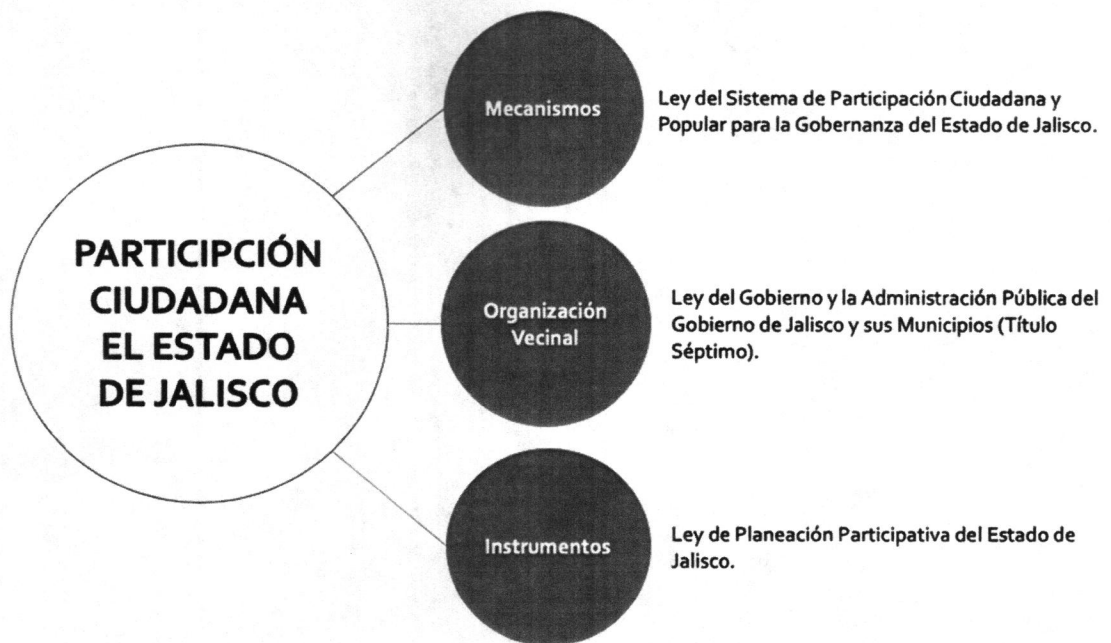 PARTICIPCIÓN
CIUDADANA
EL ESTADO
DE JALISCO
Mecanismos
Ley del Sistema de Participación Ciudadana y
Popular para la Gobernanza del Estado de Jalisco.
Organización
Vecinal
Ley del Gobierno y la Administración Pública del
Gobierno de Jalisco y sus Municipios (Título
Séptimo).
Instrumentos
Ley de Planeación Participativa del Estado de
Jalisco.